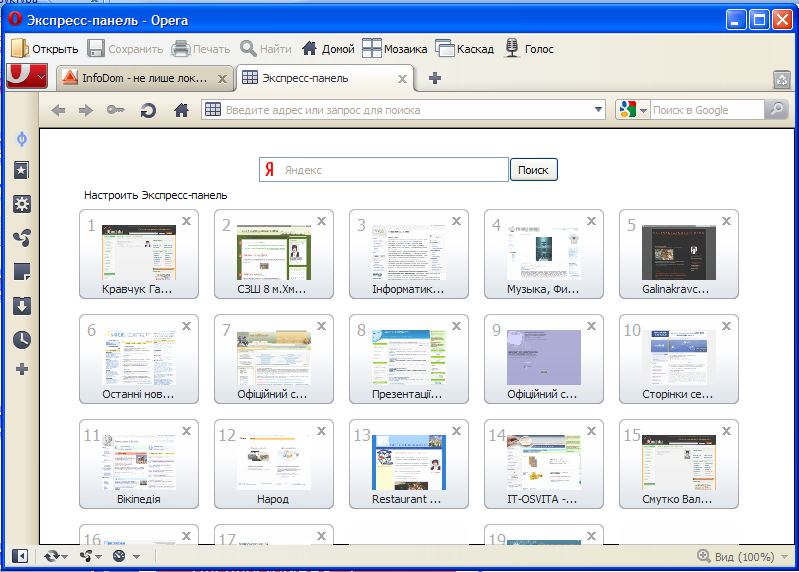 Экспресс-панель - Opera
Открыть Сохранить Печать Найти Домой Мозаика Каскад Голос
InfoDom - не лише лок... Экспресс-панель
Введите адрес или запрос для поиска Поиск в Google
Яндекс Поиск
Настроить Экспресс-панель
1 2 3 4 5
Кравчук Га... СЗШ 8 м.Хм... Інформатик... Музыка, Фи... Galinakravc...
6 7 8 9 10
Останні нов... Офіційний с... Презентації... Офіційний с... Сторінки се...
11 12 13 14 15
Вікіпедія Народ Restaurant ... IT-OSVITA -... Смутко Вал...
16 17 19
Вид (100%)